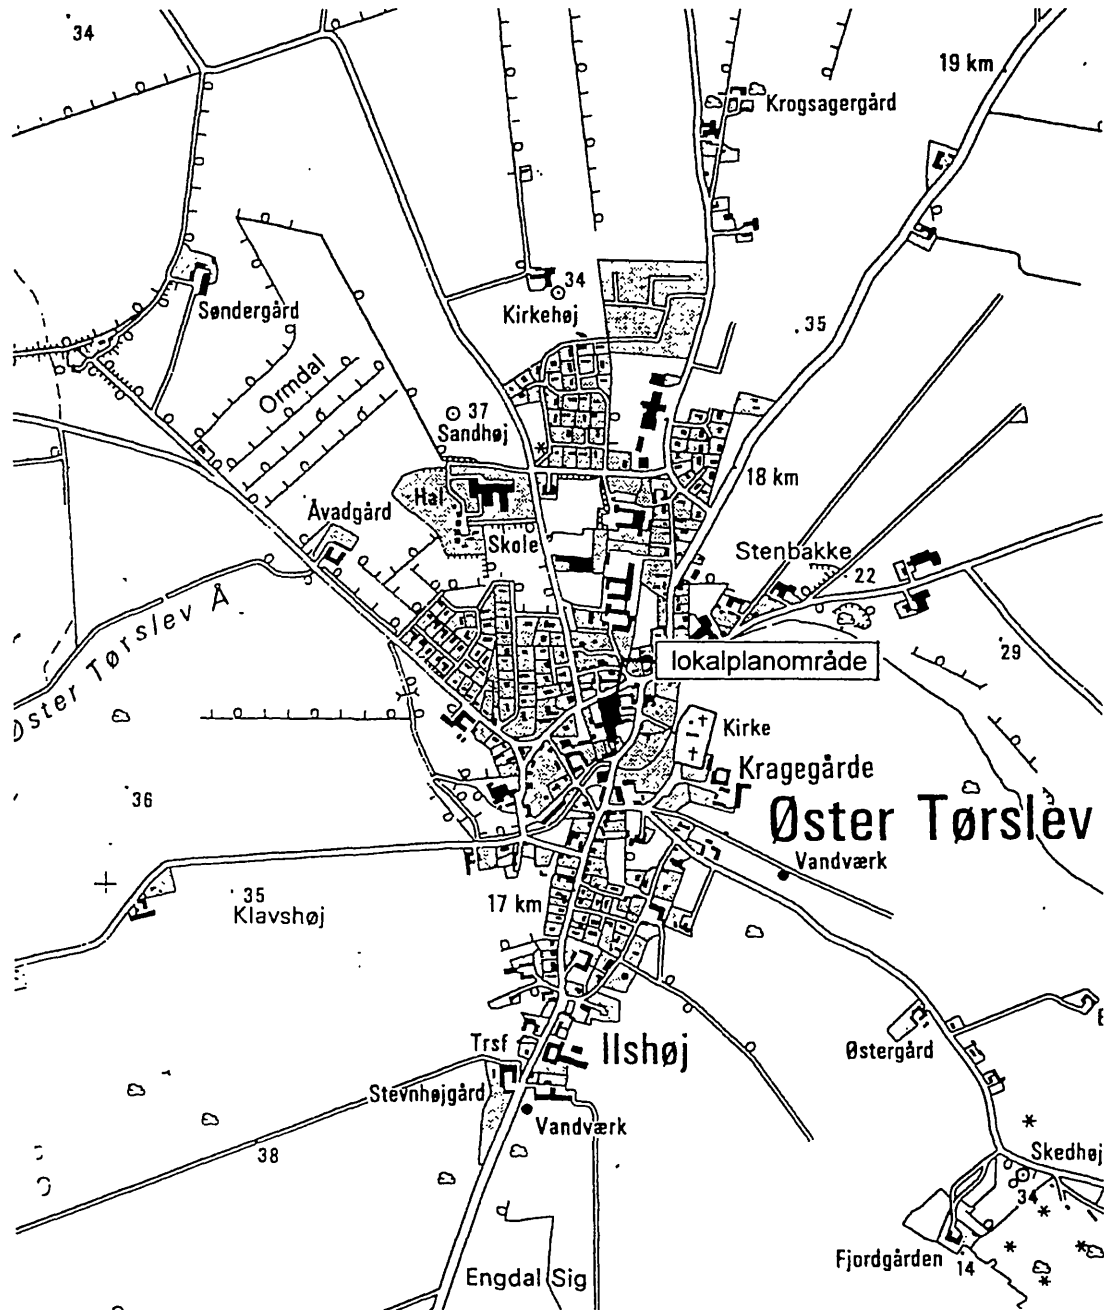 34
19 km
Krogsagergård
Søndergård
34
Kirkehøj
35
Ormdal
37
Sandhøj
18 km
Hal
Åvadgård
Skole
Stenbakke
22
Øster Tørslev Å
lokalplanområde
29
Kirke
Kragegårde
36
Øster Tørslev
Vandværk
35
Klavshøj
17 km
Trsf
Ilshøj
Østergård
Stevnhøjgård
Vandværk
38
Skedhøj
34
Fjordgården
14
Engdal Sig